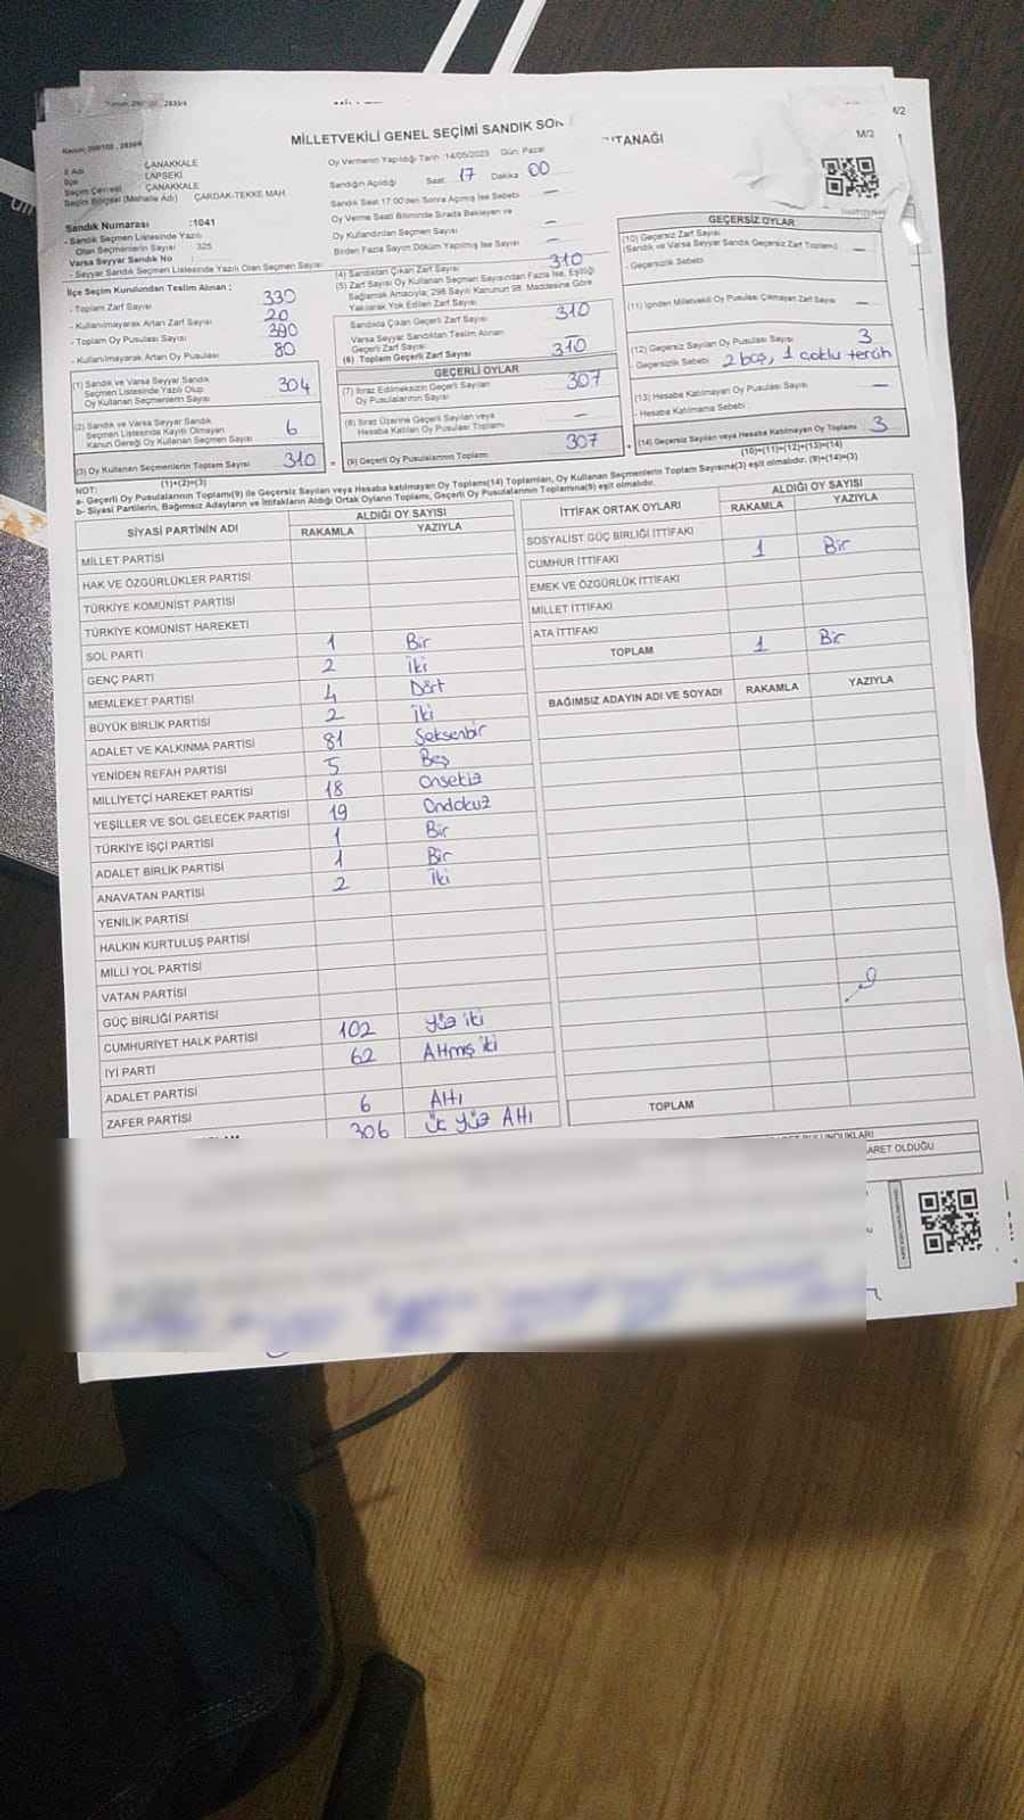 MİLLETVEKİLİ GENEL SEÇİMİ SANDIK SON
TUTANAĞI
M/2
ÇANAKKALE
LAPSEKİ
Seçim Çevresi ÇANAKKALE
Seçim Bölgesi (Mahalle Adı) ÇARDAK-TEKKE MAH.
Sandık Numarası :1041
- Sandık Seçmen Listesinde Yazılı
Olan Seçmenlerin Sayısı 325
Varsa Seyyar Sandık No
- Seyyar Sandık Seçmen Listesinde Yazılı Olan Seçmen Sayısı
Oy Vermenin Yapıldığı Tarih :14/05/2023 Gün: Pazar
Sandığın Açıldığı Saat: 17 Dakika 00
Sandık Saat 17:00'den Sonra Açılmış İse Sebebi —
Oy Verme Saati Bitiminde Sırada Bekleyen ve
Oy Kullandırılan Seçmen Sayısı —
Birden Fazla Sayım Döküm Yapılmış İse Sayısı —
İlçe Seçim Kurulundan Teslim Alınan ;
- Toplam Zarf Sayısı 330
- Kullanılmayarak Artan Zarf Sayısı 20
- Toplam Oy Pusulası Sayısı 390
- Kullanılmayarak Artan Oy Pusulası 80
(1) Sandık ve Varsa Seyyar Sandık
Seçmen Listesinde Yazılı Olup
Oy Kullanan Seçmenlerin Sayısı 304
(2) Sandık ve Varsa Seyyar Sandık
Seçmen Listesinde Kayıtlı Olmayan
Kanun Gereği Oy Kullanan Seçmen Sayısı 6
(3) Oy Kullanan Seçmenlerin Toplam Sayısı 310
(1)+(2)=(3)
(4) Sandıktan Çıkan Zarf Sayısı 310
(5) Zarf Sayısı Oy Kullanan Seçmen Sayısından Fazla İse, Eşitliği
Sağlamak Amacıyla; 298 Sayılı Kanunun 98. Maddesine Göre
Yakılarak Yok Edilen Zarf Sayısı
Sandıkta Çıkan Geçerli Zarf Sayısı 310
Varsa Seyyar Sandıktan Teslim Alınan
Geçerli Zarf Sayısı —
(6) Toplam Geçerli Zarf Sayısı 310
GEÇERLİ OYLAR
(7) İtiraz Edilmeksizin Geçerli Sayılan
Oy Pusulalarının Sayısı 307
(8) İtiraz Üzerine Geçerli Sayılan veya
Hesaba Katılan Oy Pusulası Toplamı —
(9) Geçerli Oy Pusulalarının Toplamı 307
GEÇERSİZ OYLAR
(10) Geçersiz Zarf Sayısı
(Sandık ve Varsa Seyyar Sandık Geçersiz Zarf Toplamı) —
- Geçersizlik Sebebi
(11) İçinden Milletvekili Oy Pusulası Çıkmayan Zarf Sayısı —
(12) Geçersiz Sayılan Oy Pusulası Sayısı 3
- Geçersizlik Sebebi 2 boş, 1 çoklu tercih
(13) Hesaba Katılmayan Oy Pusulası Sayısı —
- Hesaba Katılmama Sebebi
(14) Geçersiz Sayılan veya Hesaba Katılmayan Oy Toplamı 3
(10)+(11)+(12)+(13)=(14)
NOT:
a- Geçerli Oy Pusulalarının Toplamı(9) ile Geçersiz Sayılan veya Hesaba katılmayan Oy Toplamı(14) Toplamları, Oy Kullanan Seçmenlerin Toplam Sayısına(3) eşit olmalıdır. (9)+(14)=(3)
b- Siyasi Partilerin, Bağımsız Adayların ve İttifakların Aldığı Ortak Oyların Toplamı, Geçerli Oy Pusulalarının Toplamına(9) eşit olmalıdır.
SİYASİ PARTİNİN ADI ALDIĞI OY SAYISI
RAKAMLA YAZIYLA
MİLLET PARTİSİ
HAK VE ÖZGÜRLÜKLER PARTİSİ
TÜRKİYE KOMÜNİST PARTİSİ
TÜRKİYE KOMÜNİST HAREKETİ
SOL PARTİ 1 Bir
GENÇ PARTİ 2 İki
MEMLEKET PARTİSİ 4 Dört
BÜYÜK BİRLİK PARTİSİ 2 İki
ADALET VE KALKINMA PARTİSİ 81 Seksenbir
YENİDEN REFAH PARTİSİ 5 Beş
MİLLİYETÇİ HAREKET PARTİSİ 18 Onsekiz
YEŞİLLER VE SOL GELECEK PARTİSİ 19 Ondokuz
TÜRKİYE İŞÇİ PARTİSİ 1 Bir
ADALET BİRLİK PARTİSİ 1 Bir
ANAVATAN PARTİSİ 2 İki
YENİLİK PARTİSİ
HALKIN KURTULUŞ PARTİSİ
MİLLİ YOL PARTİSİ
VATAN PARTİSİ
GÜÇ BİRLİĞİ PARTİSİ
CUMHURİYET HALK PARTİSİ 102 Yüz iki
İYİ PARTİ 62 Altmış iki
ADALET PARTİSİ
ZAFER PARTİSİ 6 Altı
306 Üç yüz Altı
İTTİFAK ORTAK OYLARI ALDIĞI OY SAYISI
RAKAMLA YAZIYLA
SOSYALİST GÜÇ BİRLİĞİ İTTİFAKI
CUMHUR İTTİFAKI 1 Bir
EMEK VE ÖZGÜRLÜK İTTİFAKI
MİLLET İTTİFAKI
ATA İTTİFAKI
TOPLAM 1 Bir
BAĞIMSIZ ADAYIN ADI VE SOYADI RAKAMLA YAZIYLA
TOPLAM